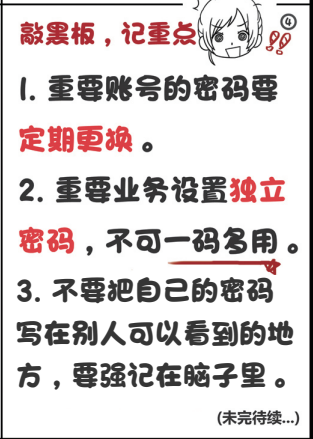 ④
敲黑板，记重点
1. 重要账号的密码要
定期更换。
2. 重要业务设置独立
密码，不可一码多用。
3. 不要把自己的密码
写在别人可以看到的地
方，要强记在脑子里。
(未完待续...)